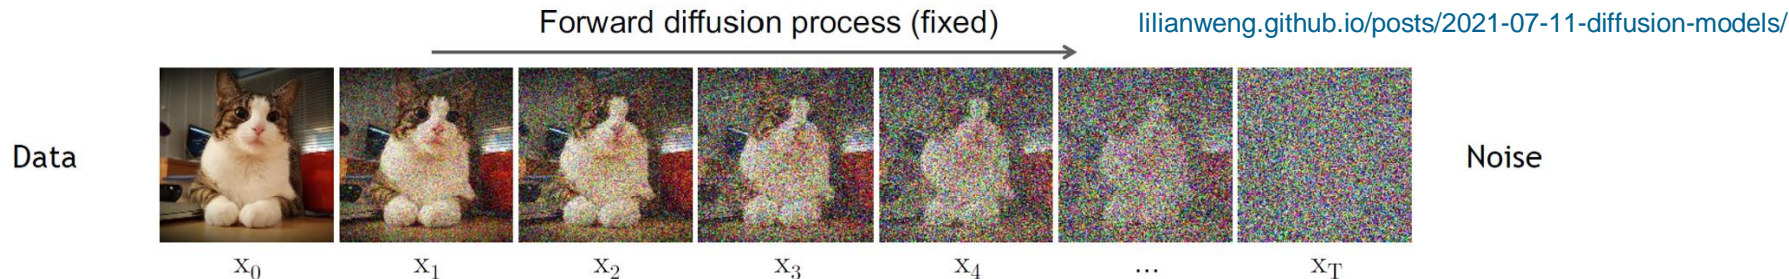 Forward diffusion process (fixed)
lilianweng.github.io/posts/2021-07-11-diffusion-models/
Data
Noise
x₀ x₁ x₂ x₃ x₄ ... x_T